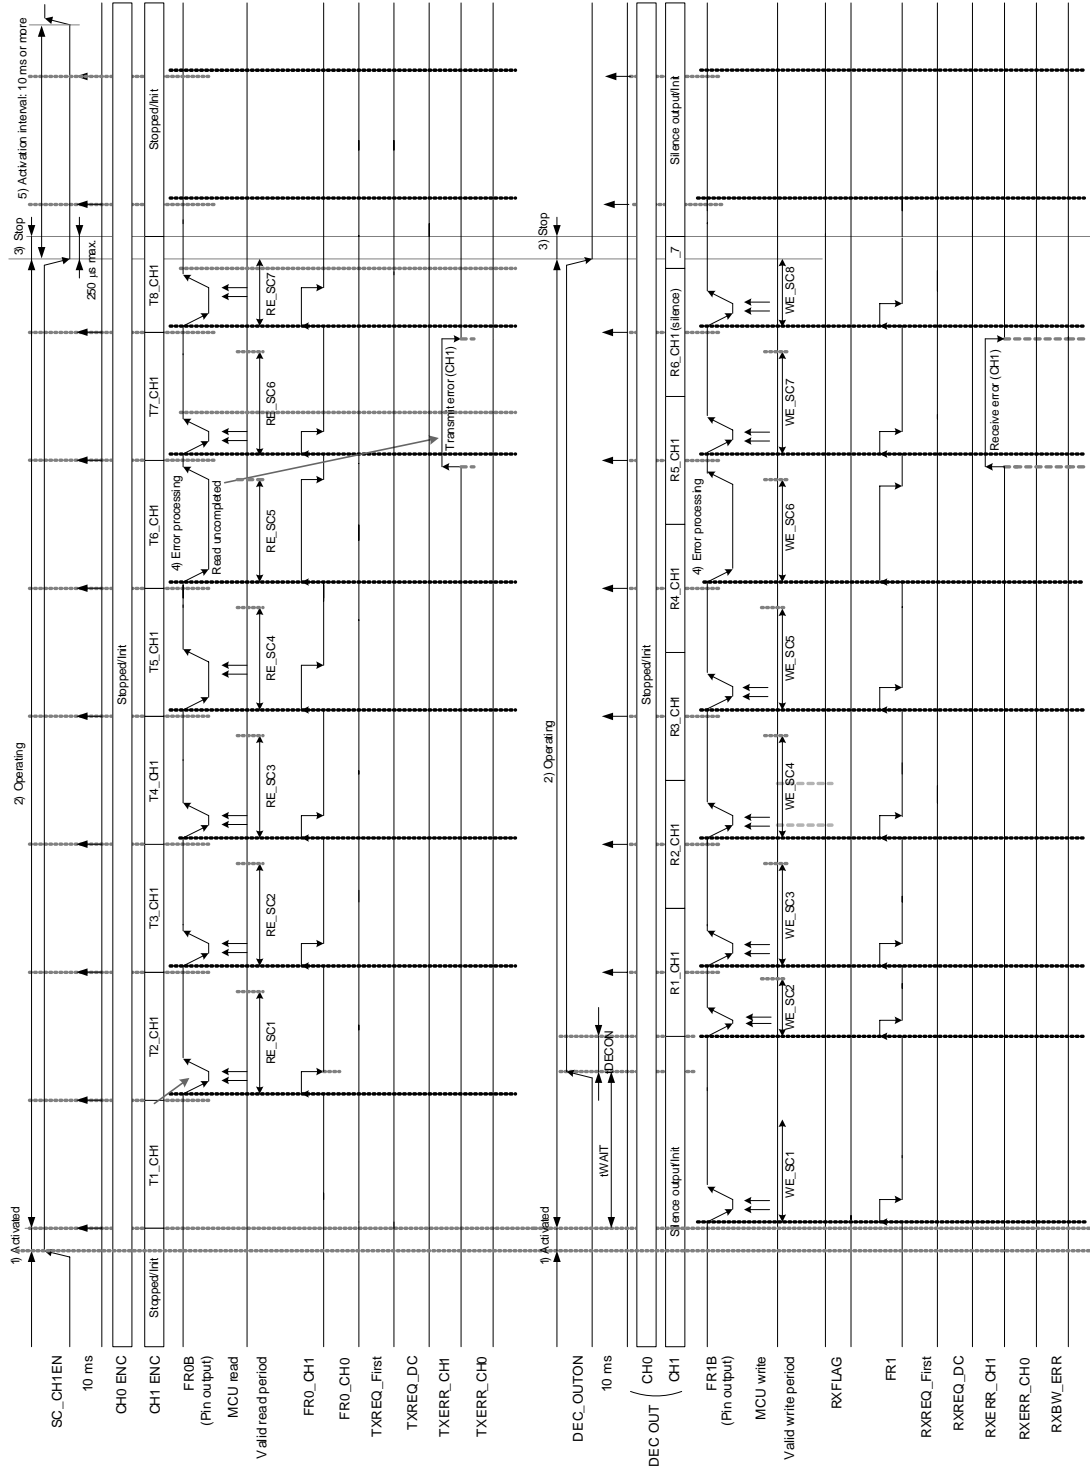 SC_CH1EN
1) Activated
2) Operating
3) Stop
5) Activation interval: 10 ms or more
250 µs max.
10 ms
CH0 ENC
Stopped/Init
CH1 ENC
Stopped/Init
T1_CH1
T2_CH1
T3_CH1
T4_CH1
T5_CH1
T6_CH1
T7_CH1
T8_CH1
Stopped/Init
FR0B
(Pin output)
4) Error processing
MCU read
Read uncompleted
Valid read period
RE_SC1
RE_SC2
RE_SC3
RE_SC4
RE_SC5
RE_SC6
RE_SC7
FR0_CH1
FR0_CH0
TXREQ_First
TXREQ_DC
TXERR_CH1
Transmit error (CH1)
TXERR_CH0
1) Activated
2) Operating
3) Stop
DEC_OUTON
10 ms
tWAIT
tDECON
DEC OUT
CH0
Stopped/Init
CH1
Silence output/Init
R1_CH1
R2_CH1
R3_CH1
R4_CH1
R5_CH1
R6_CH1 (silence)
_7
Silence output/Init
FR1B
(Pin output)
4) Error processing
MCU write
Valid write period
WE_SC1
WE_SC2
WE_SC3
WE_SC4
WE_SC5
WE_SC6
WE_SC7
WE_SC8
RXFLAG
FR1
RXREQ_First
RXREQ_DC
RXERR_CH1
Receive error (CH1)
RXERR_CH0
RXBW_ERR